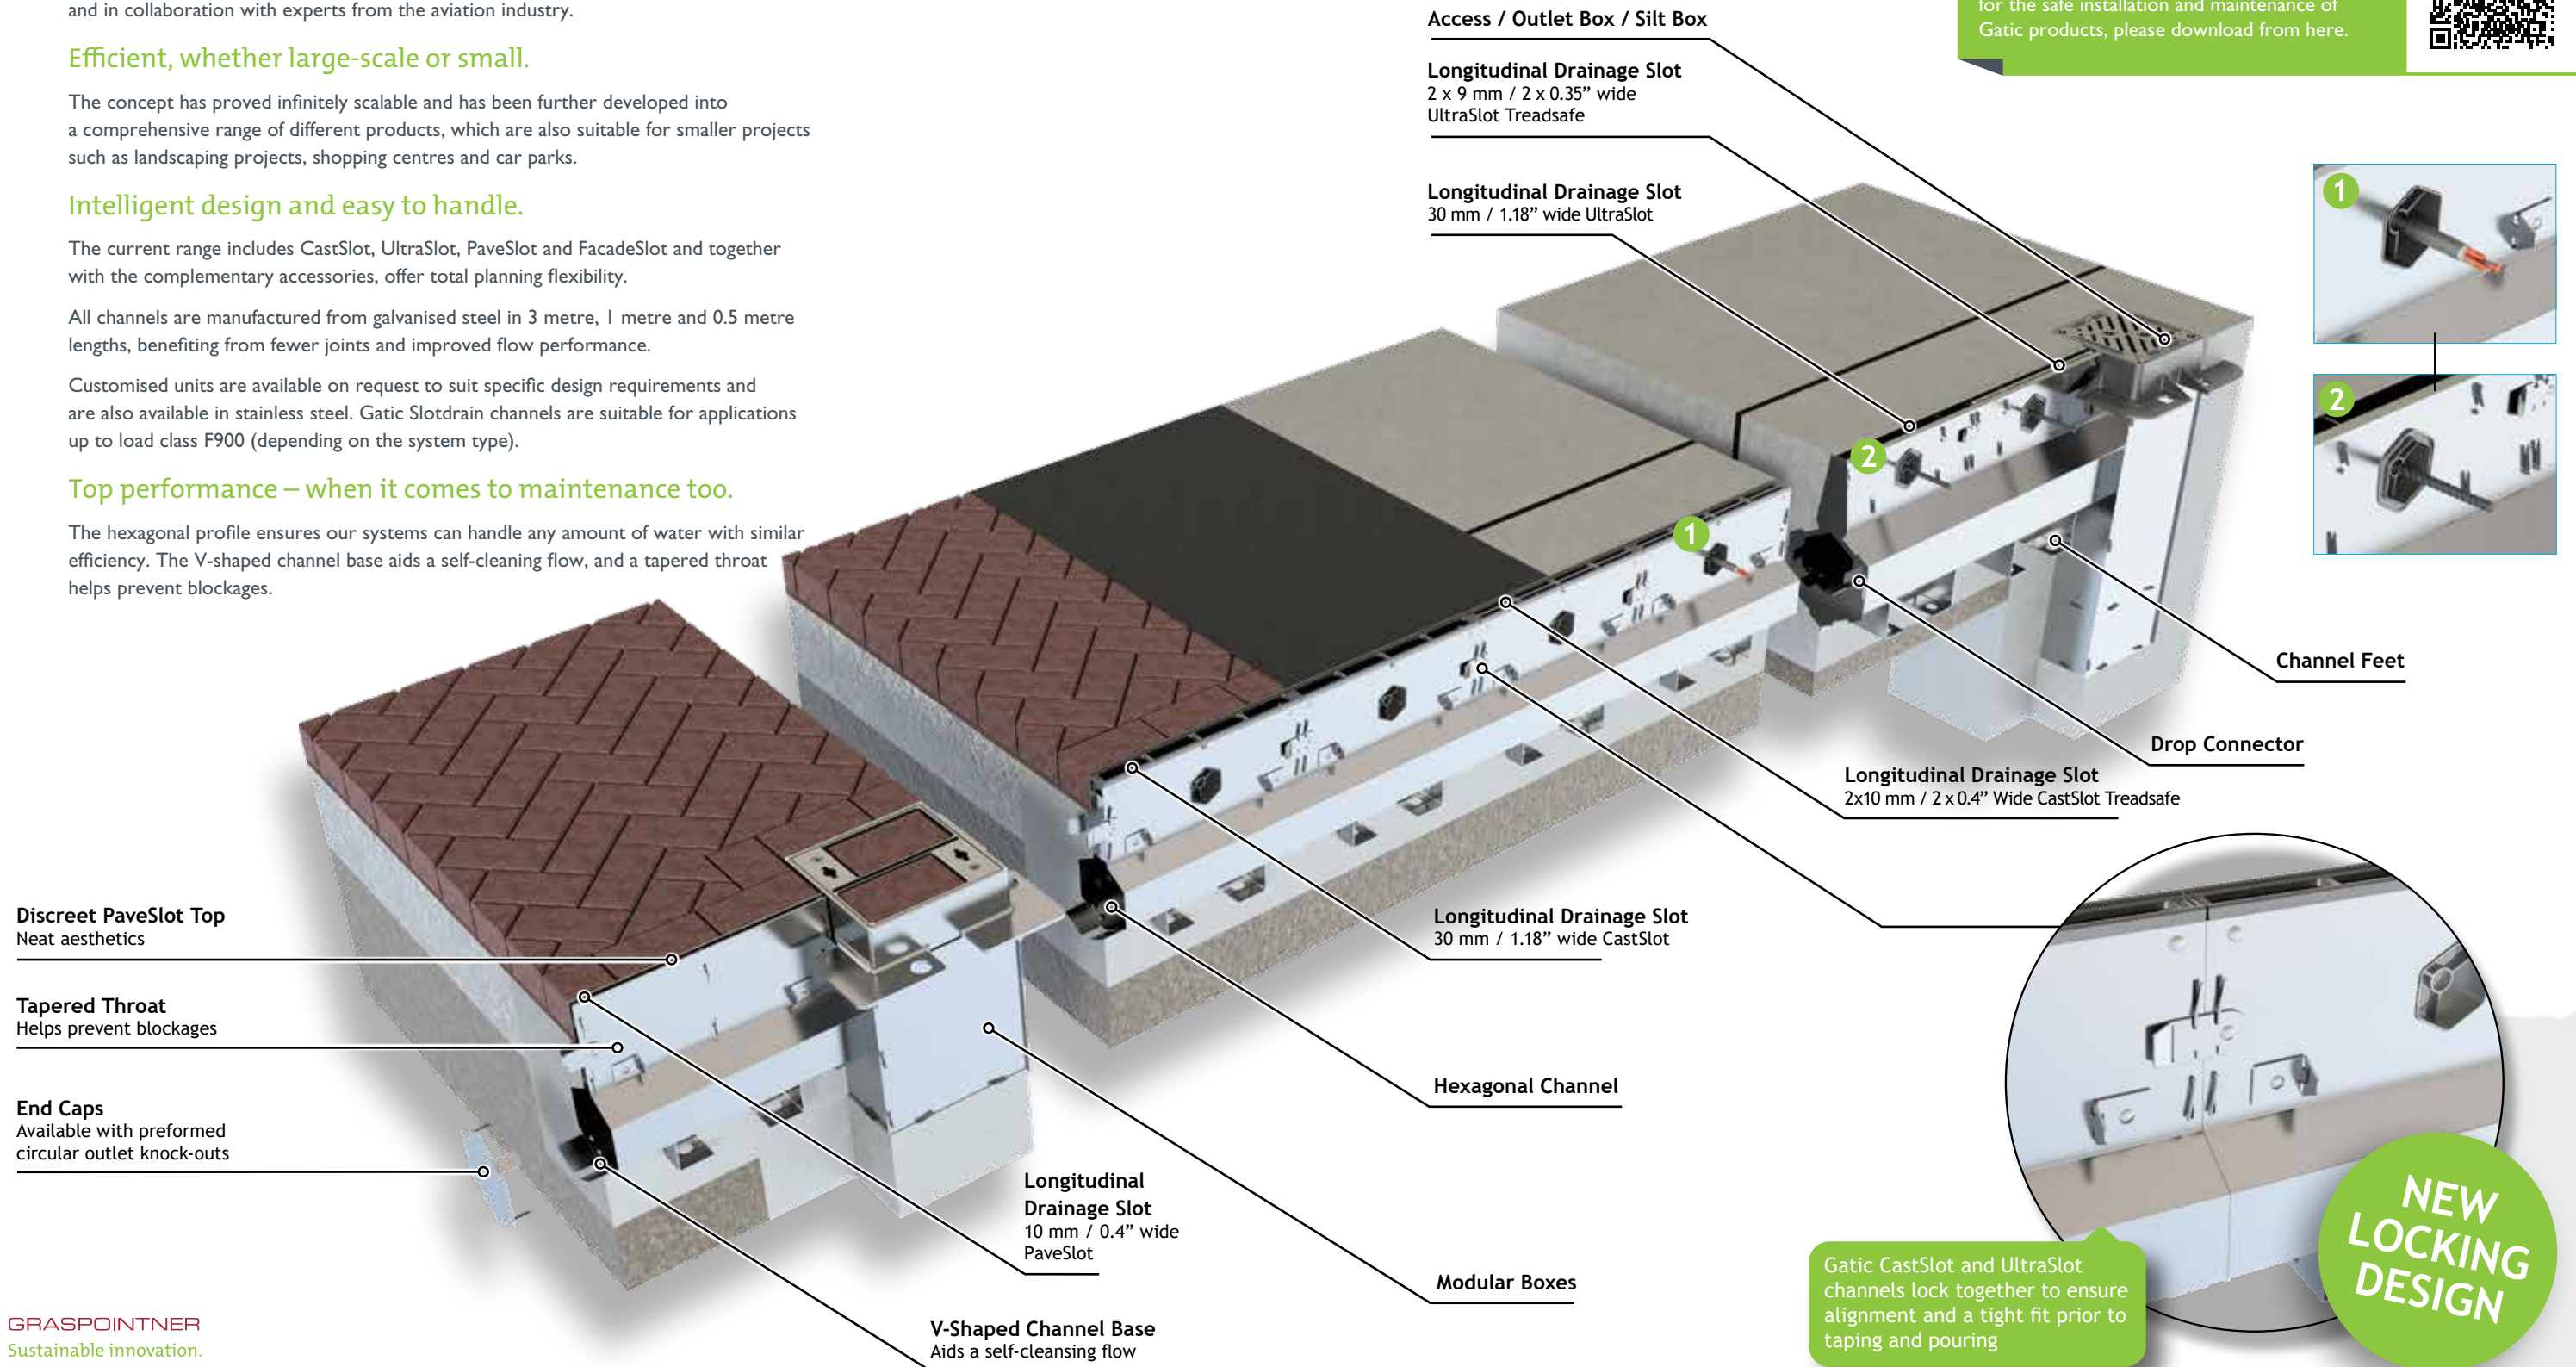 and in collaboration with experts from the aviation industry.
Efficient, whether large-scale or small.
The concept has proved infinitely scalable and has been further developed into
a comprehensive range of different products, which are also suitable for smaller projects
such as landscaping projects, shopping centres and car parks.
Intelligent design and easy to handle.
The current range includes CastSlot, UltraSlot, PaveSlot and FacadeSlot and together
with the complementary accessories, offer total planning flexibility.
All channels are manufactured from galvanised steel in 3 metre, 1 metre and 0.5 metre
lengths, benefiting from fewer joints and improved flow performance.
Customised units are available on request to suit specific design requirements and
are also available in stainless steel. Gatic Slotdrain channels are suitable for applications
up to load class F900 (depending on the system type).
Top performance – when it comes to maintenance too.
The hexagonal profile ensures our systems can handle any amount of water with similar
efficiency. The V-shaped channel base aids a self-cleaning flow, and a tapered throat
helps prevent blockages.
Access / Outlet Box / Silt Box
Longitudinal Drainage Slot
2 x 9 mm / 2 x 0.35” wide
UltraSlot Treadsafe
Longitudinal Drainage Slot
30 mm / 1.18” wide UltraSlot
for the safe installation and maintenance of
Gatic products, please download from here.
1
2
2
1
Channel Feet
Drop Connector
Longitudinal Drainage Slot
2x10 mm / 2 x 0.4” Wide CastSlot Treadsafe
Longitudinal Drainage Slot
30 mm / 1.18” wide CastSlot
Hexagonal Channel
Modular Boxes
Discreet PaveSlot Top
Neat aesthetics
Tapered Throat
Helps prevent blockages
End Caps
Available with preformed
circular outlet knock-outs
Longitudinal
Drainage Slot
10 mm / 0.4” wide
PaveSlot
V-Shaped Channel Base
Aids a self-cleansing flow
Gatic CastSlot and UltraSlot
channels lock together to ensure
alignment and a tight fit prior to
taping and pouring
NEW
LOCKING
DESIGN
GRASPOINTNER
Sustainable innovation.